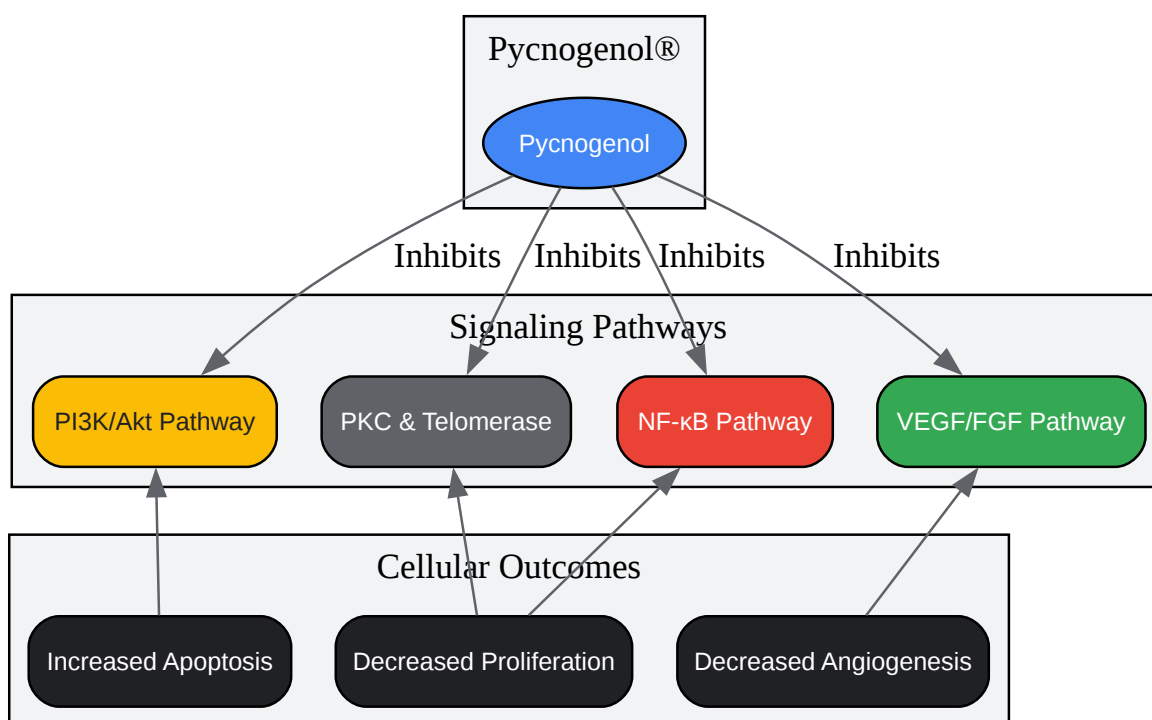 Pycnogenol®
Pycnogenol
Inhibits
Inhibits
Inhibits
Inhibits
Signaling Pathways
PI3K/Akt Pathway
PKC & Telomerase
NF-κB Pathway
VEGF/FGF Pathway
Cellular Outcomes
Increased Apoptosis
Decreased Proliferation
Decreased Angiogenesis